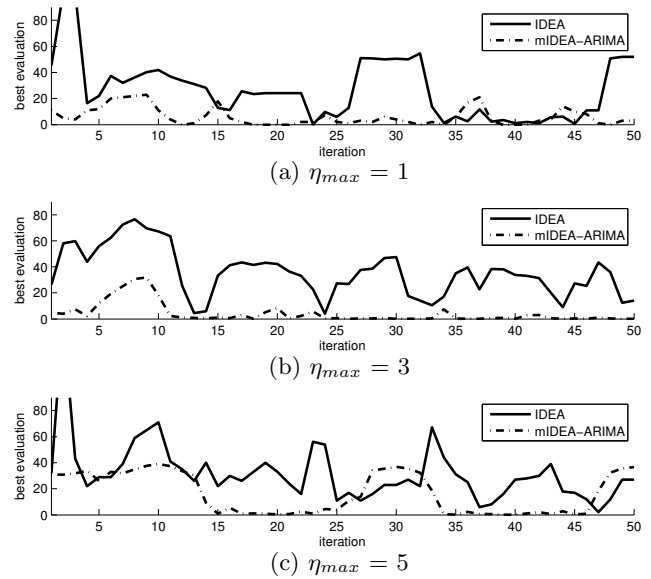 80
60
40
20
0
best evaluation
IDEA
mIDEA−ARIMA
5 10 15 20 25 30 35 40 45 50
iteration
(a) η_max = 1
80
60
40
20
0
best evaluation
IDEA
mIDEA−ARIMA
5 10 15 20 25 30 35 40 45 50
iteration
(b) η_max = 3
80
60
40
20
0
best evaluation
IDEA
mIDEA−ARIMA
5 10 15 20 25 30 35 40 45 50
iteration
(c) η_max = 5